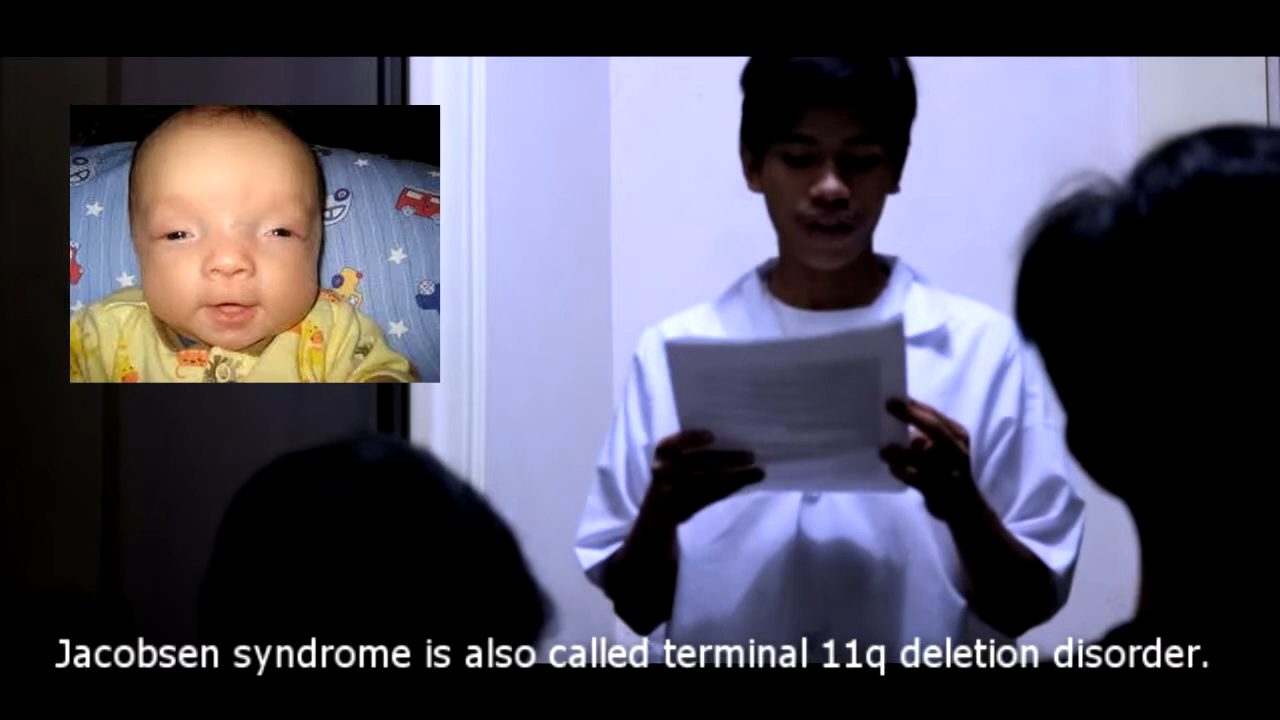 Jacobsen syndrome is also called terminal 11q deletion disorder.